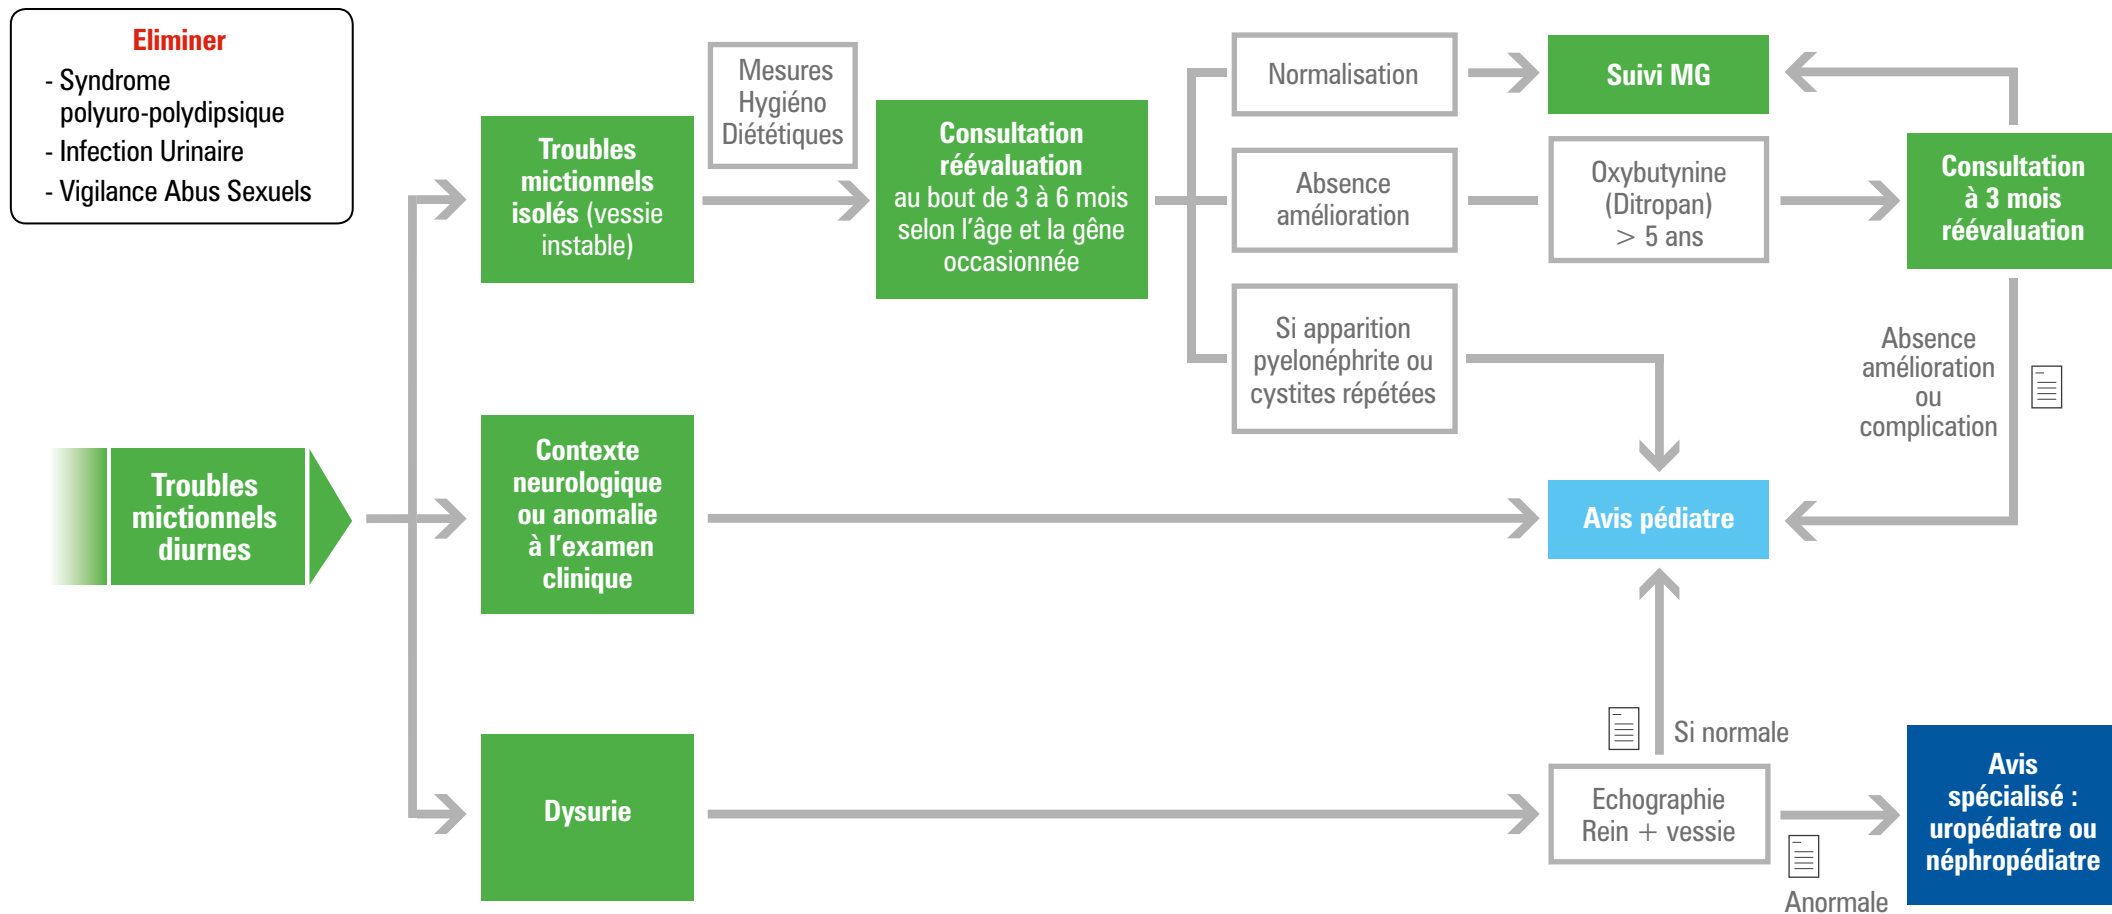 Eliminer
- Syndrome
polyuro-polydipsique
- Infection Urinaire
- Vigilance Abus Sexuels
Troubles
mictionnels
diurnes
Troubles
mictionnels
isolés (vessie
instable)
Mesures
Hygiéno
Diététiques
Consultation
réévaluation
au bout de 3 à 6 mois
selon l'âge et la gêne
occasionnée
Normalisation
Suivi MG
Absence
amélioration
Oxybutynine
(Ditropan)
> 5 ans
Consultation
à 3 mois
réévaluation
Si apparition
pyelonéphrite ou
cystites répétées
Absence
amélioration
ou
complication
Contexte
neurologique
ou anomalie
à l'examen
clinique
Avis pédiatre
Dysurie
Si normale
Echographie
Rein + vessie
Anormale
Avis
spécialisé :
uropédiatre ou
néphropédiatre